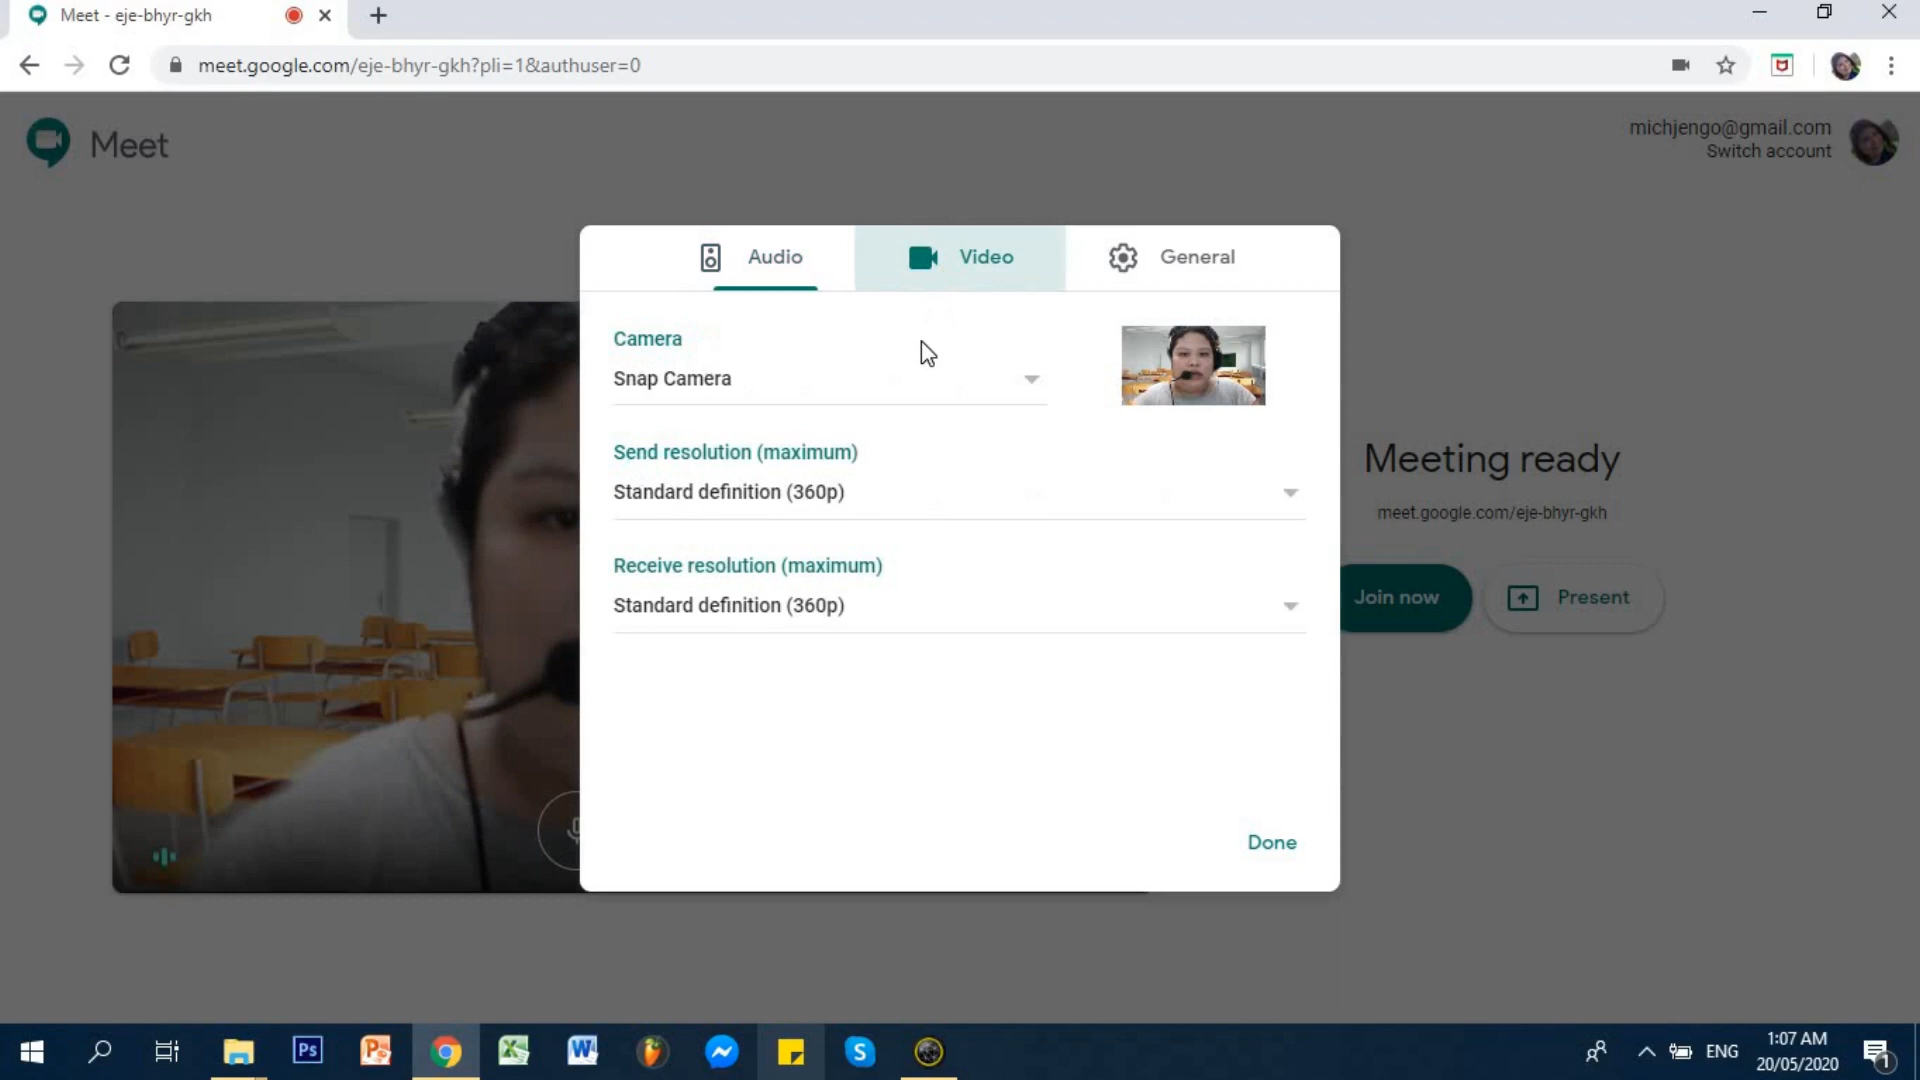 Meet - eje-bhyr-gkh
meet.google.com/eje-bhyr-gkh?pli=1&authuser=0
Meet
michjengo@gmail.com
Switch account
Audio
Video
General
Camera
Snap Camera
Send resolution (maximum)
Standard definition (360p)
Receive resolution (maximum)
Standard definition (360p)
Done
Meeting ready
meet.google.com/eje-bhyr-gkh
Join now
Present
Ps
P
X
W
S
ENG
1:07 AM
20/05/2020
1